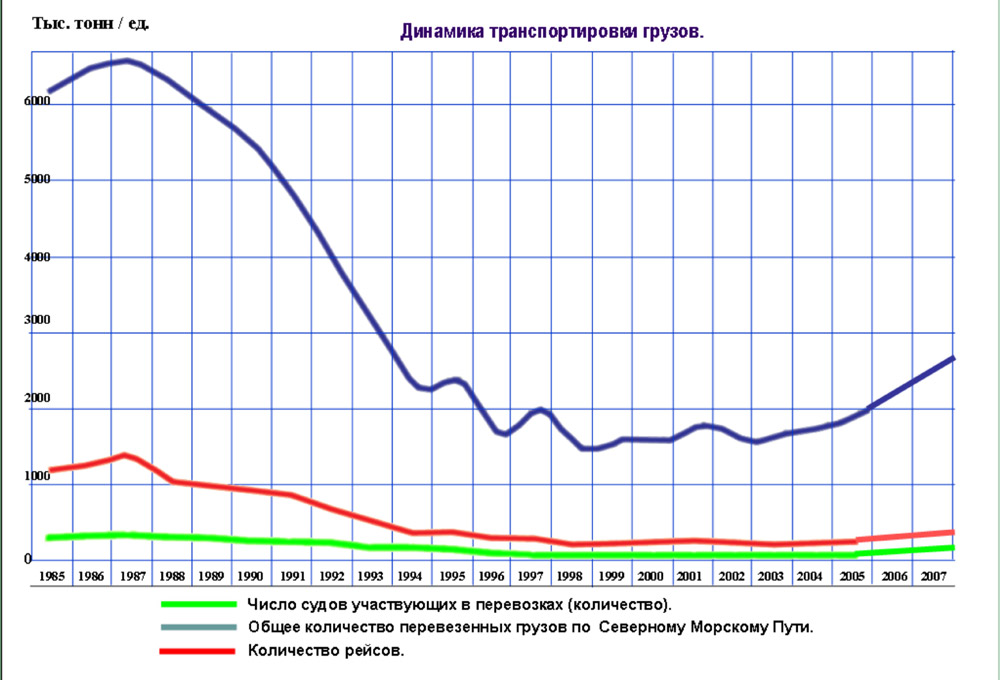 Тыс. тонн / ед.
Динамика транспортировки грузов.
6000
5000
4000
3000
2000
1000
0
1985 1986 1987 1988 1989 1990 1991 1992 1993 1994 1995 1996 1997 1998 1999 2000 2001 2002 2003 2004 2005 2006 2007
Число судов участвующих в перевозках (количество).
Общее количество перевезенных грузов по Северному Морскому Пути.
Количество рейсов.